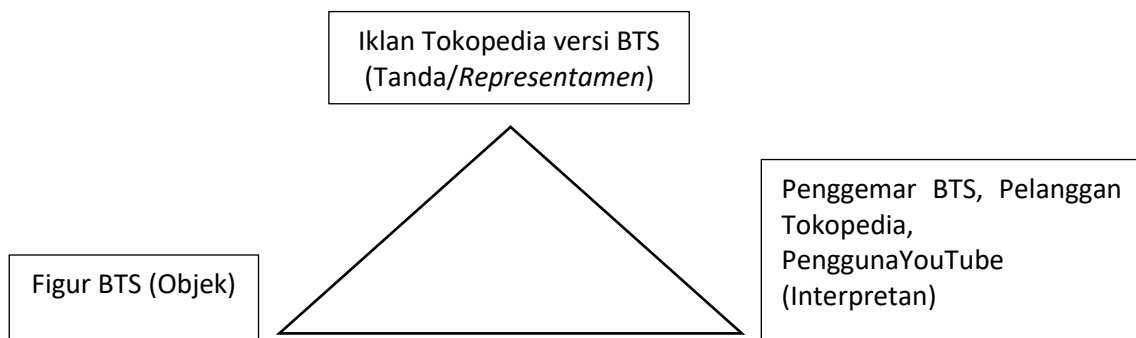 Iklan Tokopedia versi BTS
(Tanda/Representamen)
Penggemar BTS, Pelanggan
Tokopedia,
PenggunaYouTube
(Interpretan)
Figur BTS (Objek)